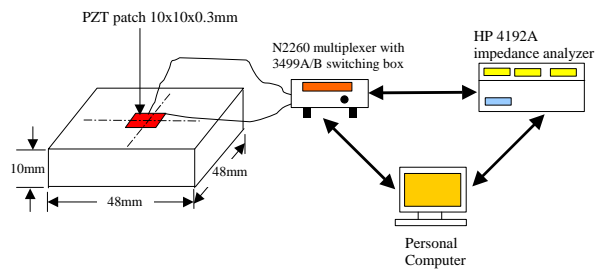 PZT patch 10x10x0.3mm
N2260 multiplexer with
3499A/B switching box
HP 4192A
impedance analyzer
10mm
48mm
48mm
Personal
Computer